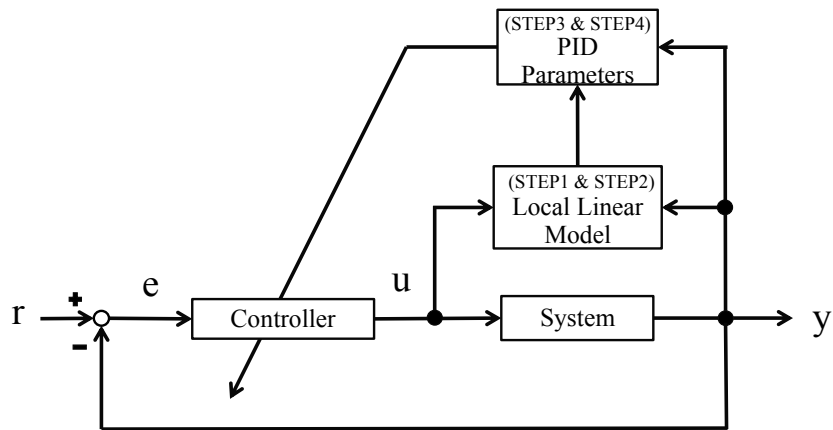 (STEP3 & STEP4)
PID
Parameters
(STEP1 & STEP2)
Local Linear
Model
r
+
−
e
Controller
u
System
y